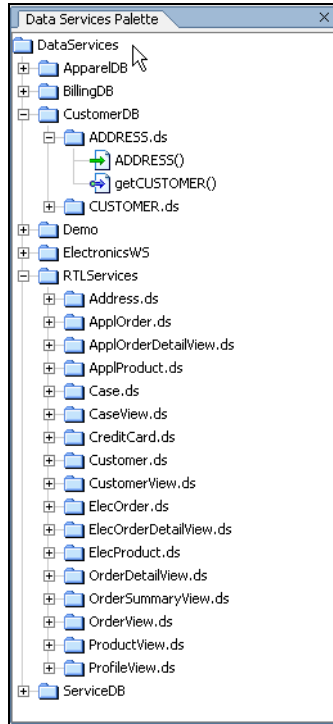 Data Services Palette
DataServices
ApparelDB
BillingDB
CustomerDB
ADDRESS.ds
ADDRESS()
getCUSTOMER()
CUSTOMER.ds
Demo
ElectronicsWS
RTLServices
Address.ds
ApplOrder.ds
ApplOrderDetailView.ds
ApplProduct.ds
Case.ds
CaseView.ds
CreditCard.ds
Customer.ds
CustomerView.ds
ElecOrder.ds
ElecOrderDetailView.ds
ElecProduct.ds
OrderDetailView.ds
OrderSummaryView.ds
OrderView.ds
ProductView.ds
ProfileView.ds
ServiceDB